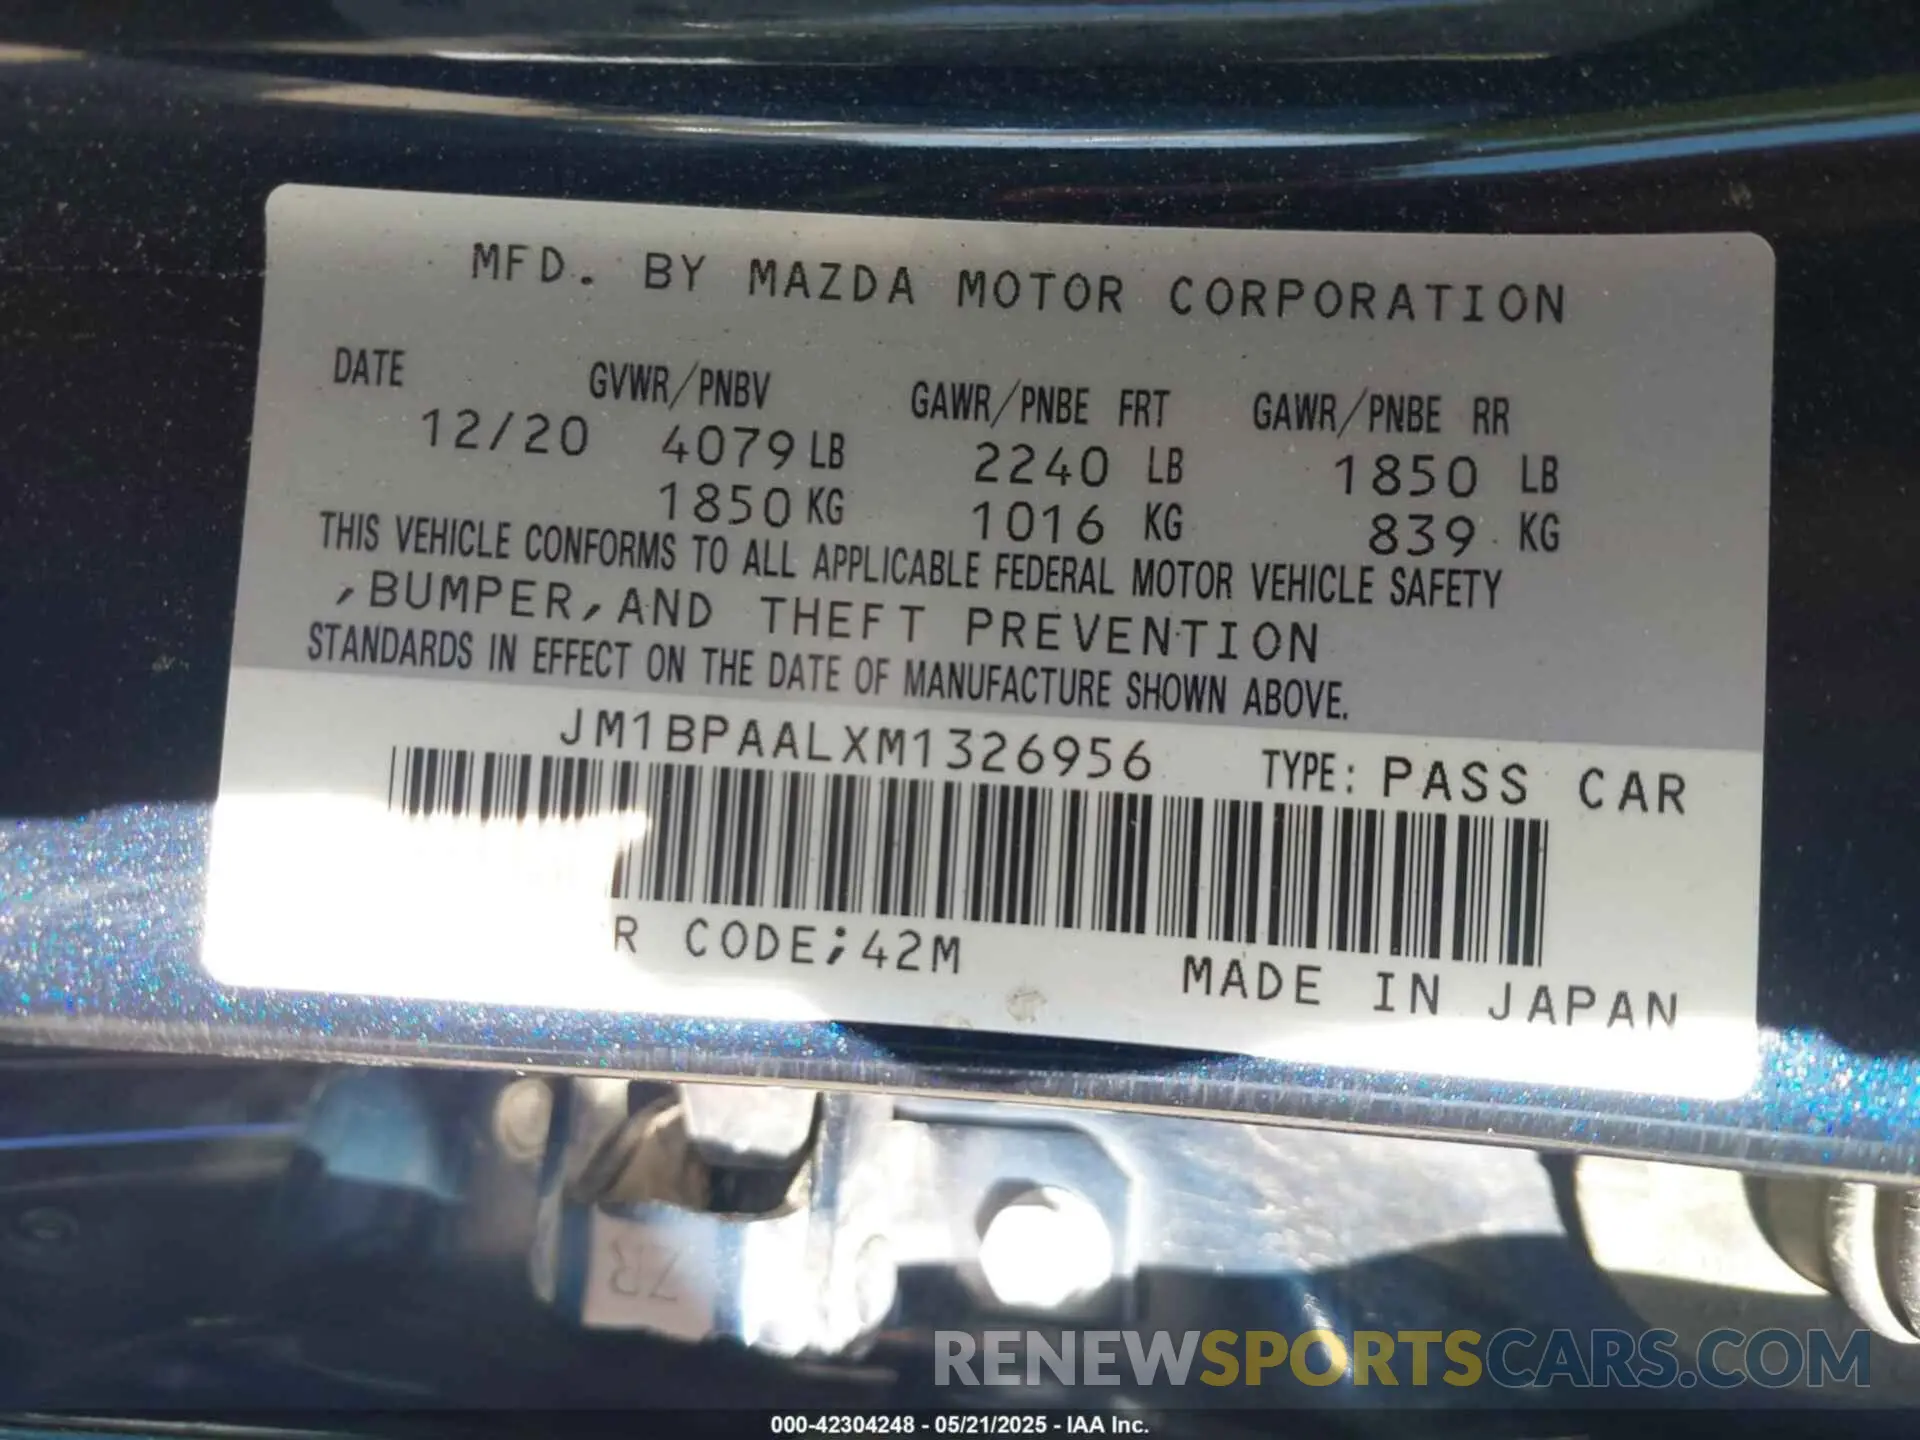 MFD. BY MAZDA MOTOR CORPORATION
DATE GVWR/PNBV GAWR/PNBE FRT GAWR/PNBE RR
12/20 4079 LB 2240 LB 1850 LB
1850 KG 1016 KG 839 KG
THIS VEHICLE CONFORMS TO ALL APPLICABLE FEDERAL MOTOR VEHICLE SAFETY
,BUMPER,AND THEFT PREVENTION
STANDARDS IN EFFECT ON THE DATE OF MANUFACTURE SHOWN ABOVE.
JM1BPAALXM1326956 TYPE: PASS CAR
R CODE;42M
MADE IN JAPAN
7R
RENEWSPORTSCARS.COM
000-42304248 - 05/21/2025 - IAA Inc.